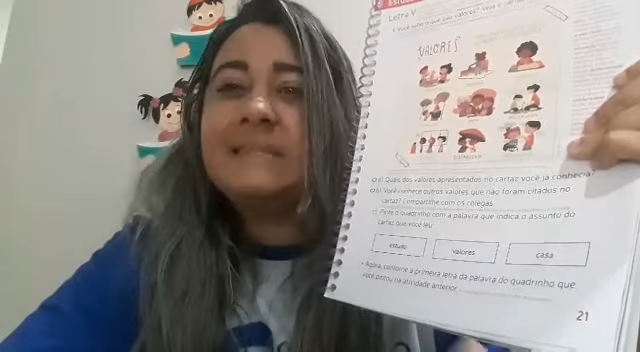 Letra V
VALORES
a) Quais dos valores apresentados no cartaz você já conhecia?
b) Você conhece outros valores que não foram citados no
cartaz? Compartilhe com os colegas.
c) Pinte o quadrinho com a palavra que indica o assunto do
cartaz que você leu.
estudo valores casa
• Agora, contorne a primeira letra da palavra do quadrinho que
você pintou na atividade anterior.
21